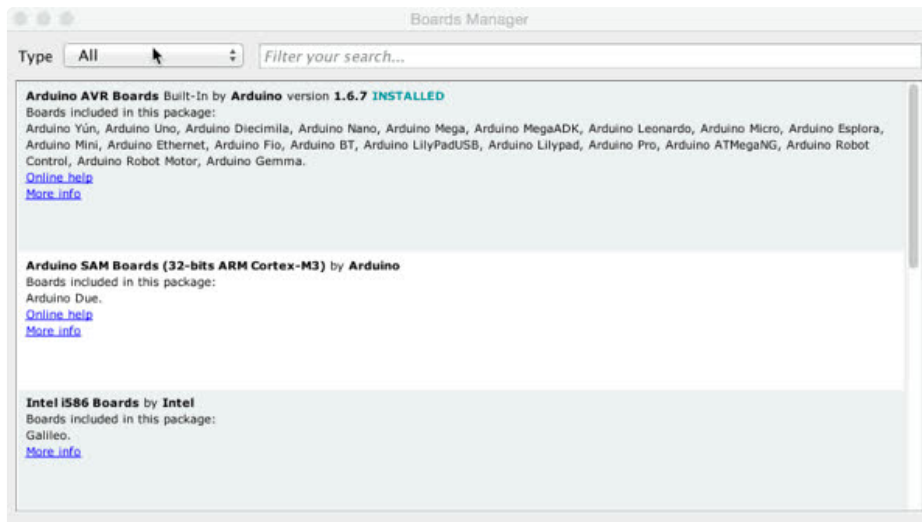 Boards Manager
Type All Filter your search...
Arduino AVR Boards Built-In by Arduino version 1.6.7 INSTALLED
Boards included in this package:
Arduino Yún, Arduino Uno, Arduino Diecimila, Arduino Nano, Arduino Mega, Arduino MegaADK, Arduino Leonardo, Arduino Micro, Arduino Esplora,
Arduino Mini, Arduino Ethernet, Arduino Fio, Arduino BT, Arduino LilyPadUSB, Arduino Lilypad, Arduino Pro, Arduino ATMegaNG, Arduino Robot
Control, Arduino Robot Motor, Arduino Gemma.
Online help
More info
Arduino SAM Boards (32-bits ARM Cortex-M3) by Arduino
Boards included in this package:
Arduino Due.
Online help
More info
Intel i586 Boards by Intel
Boards included in this package:
Galileo.
More info